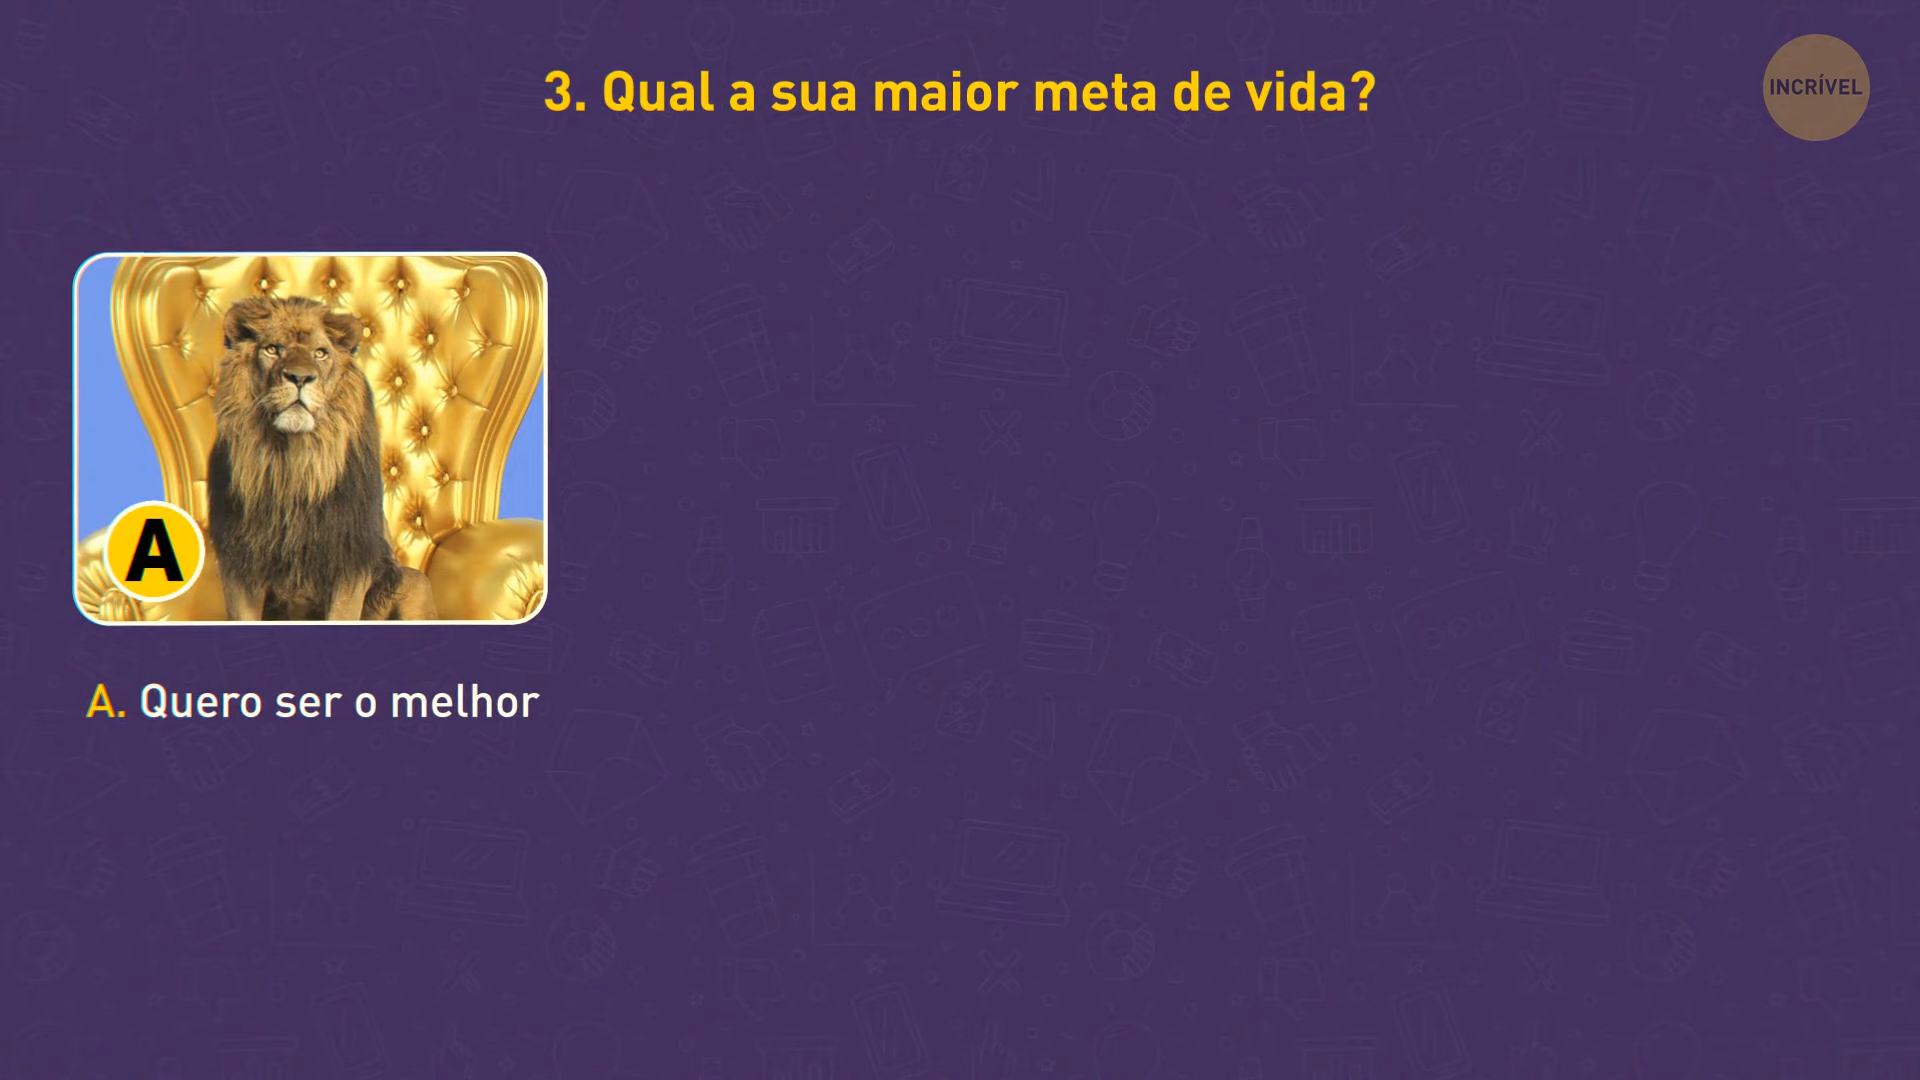 3. Qual a sua maior meta de vida?
INCRÍVEL
A
A. Quero ser o melhor